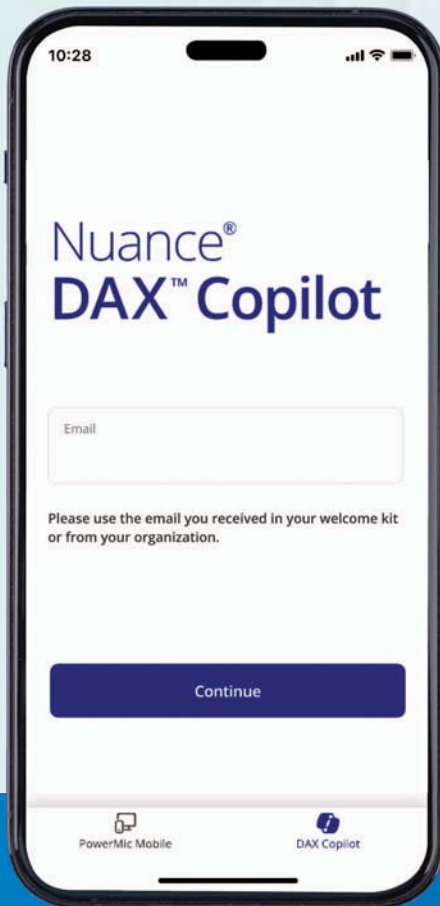 10:28
Nuance®
DAX™ Copilot
Email
Please use the email you received in your welcome kit
or from your organization.
Continue
PowerMic Mobile
DAX Copilot